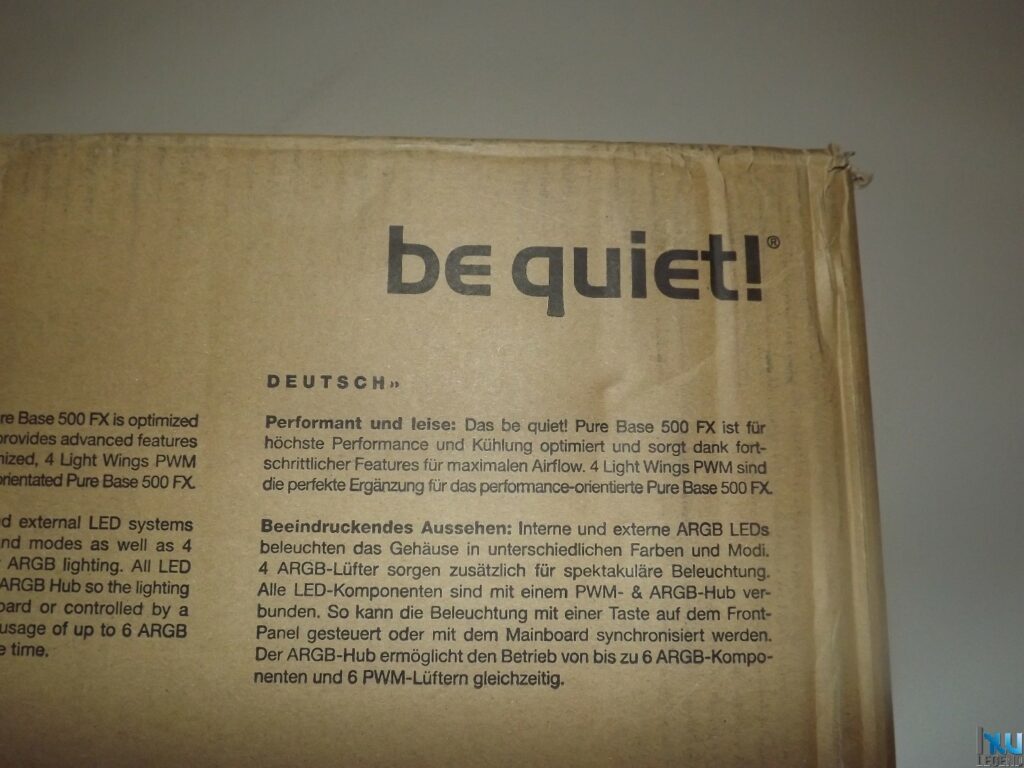 be quiet!®
re Base 500 FX is optimized
provides advanced features
nized, 4 Light Wings PWM
orientated Pure Base 500 FX.
d external LED systems
nd modes as well as 4
ARGB lighting. All LED
ARGB Hub so the lighting
oard or controlled by a
usage of up to 6 ARGB
e time.
DEUTSCH»
Performant und leise: Das be quiet! Pure Base 500 FX ist für
höchste Performance und Kühlung optimiert und sorgt dank fort-
schrittlicher Features für maximalen Airflow. 4 Light Wings PWM sind
die perfekte Ergänzung für das performance-orientierte Pure Base 500 FX.
Beeindruckendes Aussehen: Interne und externe ARGB LEDs
beleuchten das Gehäuse in unterschiedlichen Farben und Modi.
4 ARGB-Lüfter sorgen zusätzlich für spektakuläre Beleuchtung.
Alle LED-Komponenten sind mit einem PWM- & ARGB-Hub ver-
bunden. So kann die Beleuchtung mit einer Taste auf dem Front-
Panel gesteuert oder mit dem Mainboard synchronisiert werden.
Der ARGB-Hub ermöglicht den Betrieb von bis zu 6 ARGB-Kompo-
nenten und 6 PWM-Lüftern gleichzeitig.